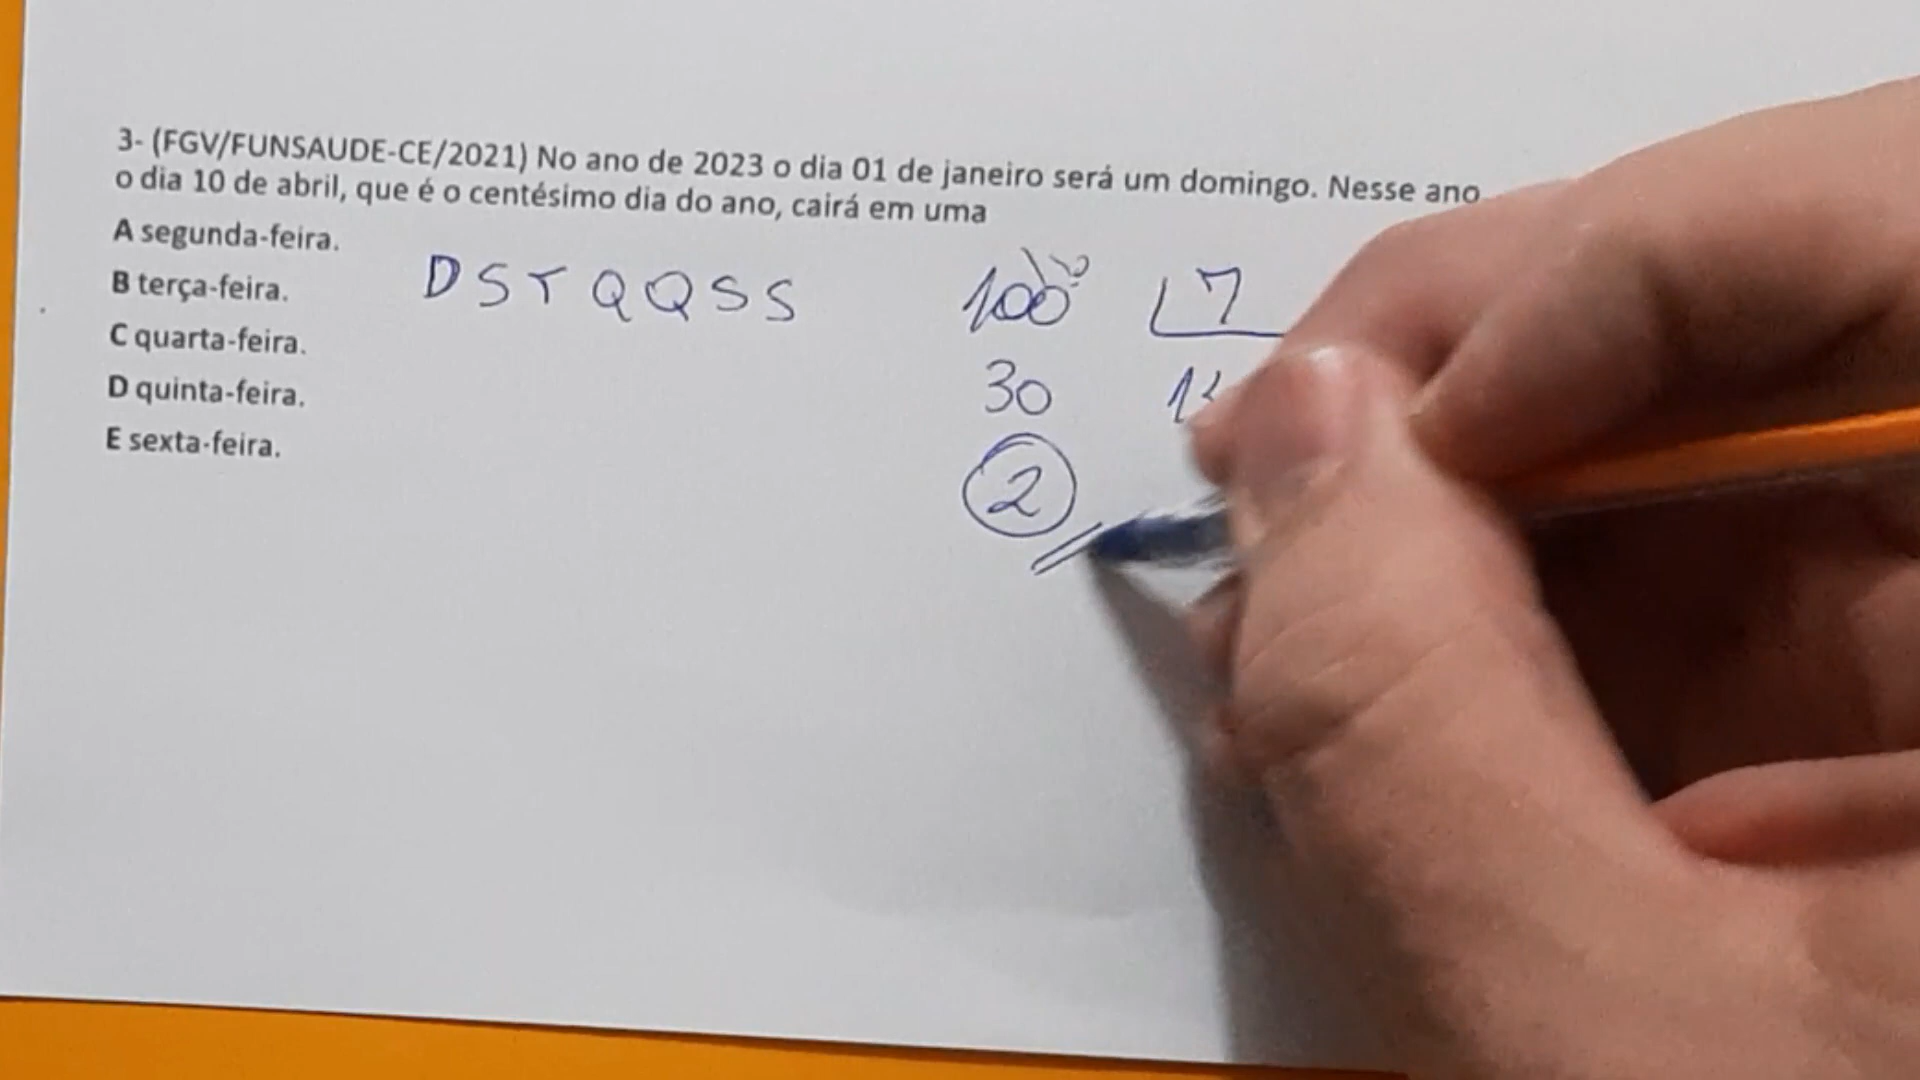 3- (FGV/FUNSAUDE-CE/2021) No ano de 2023 o dia 01 de janeiro será um domingo. Nesse ano
o dia 10 de abril, que é o centésimo dia do ano, cairá em uma
A segunda-feira.
B terça-feira.
C quarta-feira.
D quinta-feira.
E sexta-feira.
D S T Q Q S S
100º 7
30
2